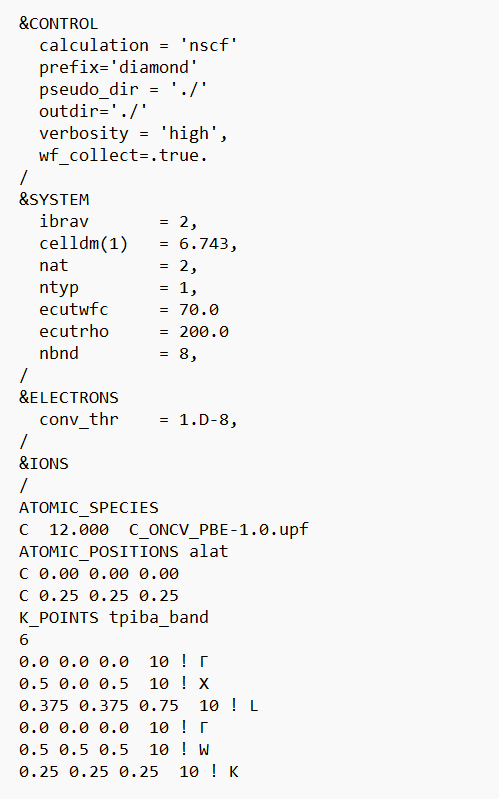 &CONTROL
  calculation = 'nscf'
  prefix='diamond'
  pseudo_dir = './'
  outdir='./'
  verbosity = 'high',
  wf_collect=.true.
/
&SYSTEM
  ibrav       = 2,
  celldm(1)   = 6.743,
  nat         = 2,
  ntyp        = 1,
  ecutwfc     = 70.0
  ecutrho     = 200.0
  nbnd        = 8,
/
&ELECTRONS
  conv_thr    = 1.D-8,
/
&IONS
/
ATOMIC_SPECIES
C  12.000  C_ONCV_PBE-1.0.upf
ATOMIC_POSITIONS alat
C 0.00 0.00 0.00
C 0.25 0.25 0.25
K_POINTS tpiba_band
6
0.0 0.0 0.0  10 ! Γ
0.5 0.0 0.5  10 ! X
0.375 0.375 0.75  10 ! L
0.0 0.0 0.0  10 ! Γ
0.5 0.5 0.5  10 ! W
0.25 0.25 0.25  10 ! K